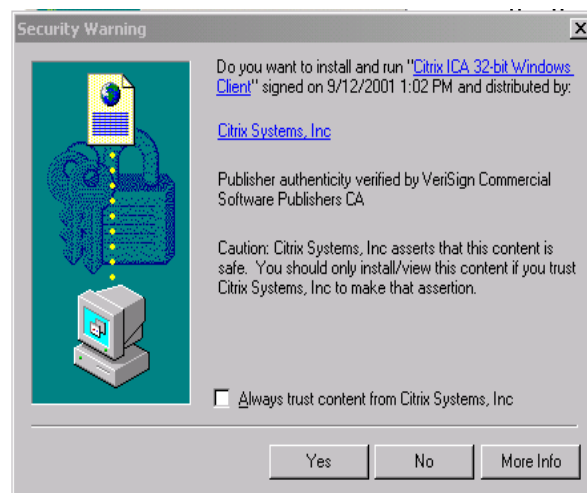 Security Warning
Do you want to install and run "Citrix ICA 32-bit Windows
Client" signed on 9/12/2001 1:02 PM and distributed by:
Citrix Systems, Inc
Publisher authenticity verified by VeriSign Commercial
Software Publishers CA
Caution: Citrix Systems, Inc asserts that this content is
safe. You should only install/view this content if you trust
Citrix Systems, Inc to make that assertion.
Always trust content from Citrix Systems, Inc
Yes
No
More Info